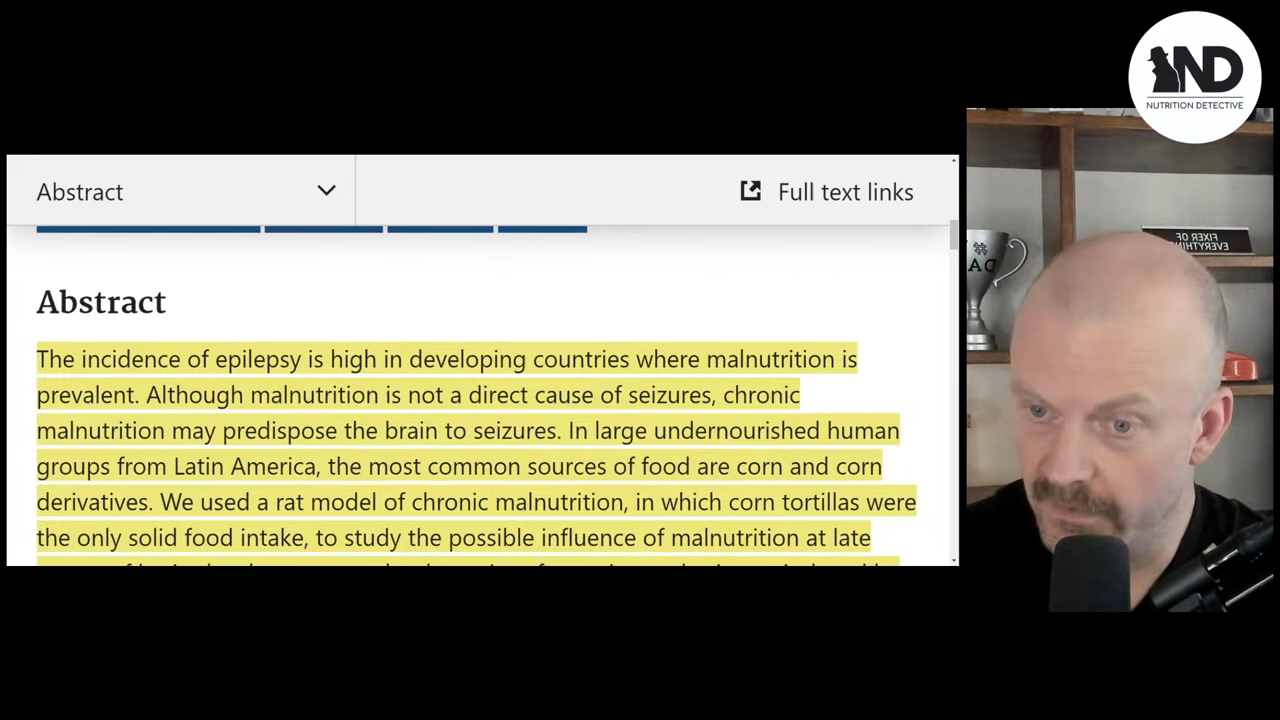 ND
NUTRITION DETECTIVE
Abstract
Full text links
FIXER OF
EVERYTHING
Abstract
The incidence of epilepsy is high in developing countries where malnutrition is
prevalent. Although malnutrition is not a direct cause of seizures, chronic
malnutrition may predispose the brain to seizures. In large undernourished human
groups from Latin America, the most common sources of food are corn and corn
derivatives. We used a rat model of chronic malnutrition, in which corn tortillas were
the only solid food intake, to study the possible influence of malnutrition at late